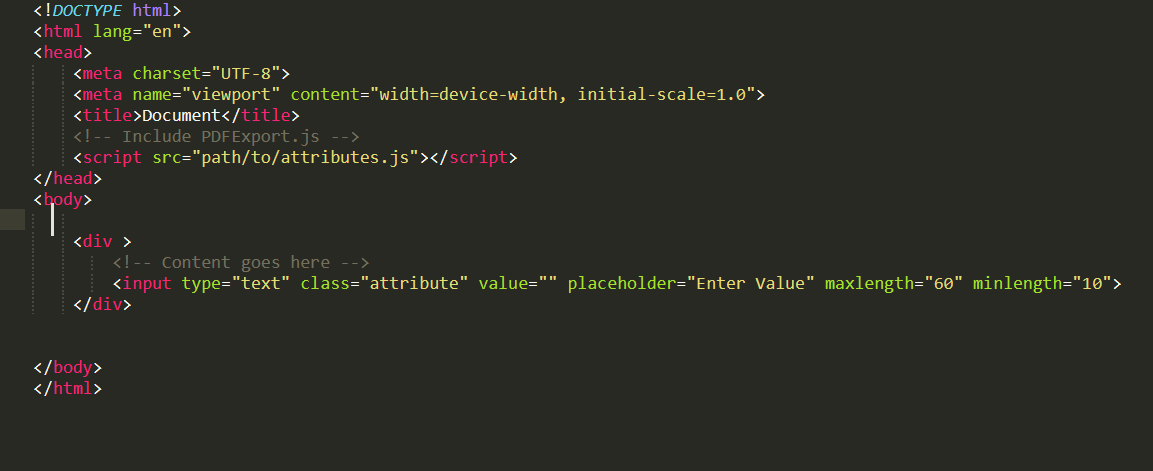 <!DOCTYPE html>
<html lang="en">
<head>
    <meta charset="UTF-8">
    <meta name="viewport" content="width=device-width, initial-scale=1.0">
    <title>Document</title>
    <!-- Include PDFExport.js -->
    <script src="path/to/attributes.js"></script>
</head>
<body>
    <div >
        <!-- Content goes here -->
        <input type="text" class="attribute" value="" placeholder="Enter Value" maxlength="60" minlength="10">
    </div>
</body>
</html>